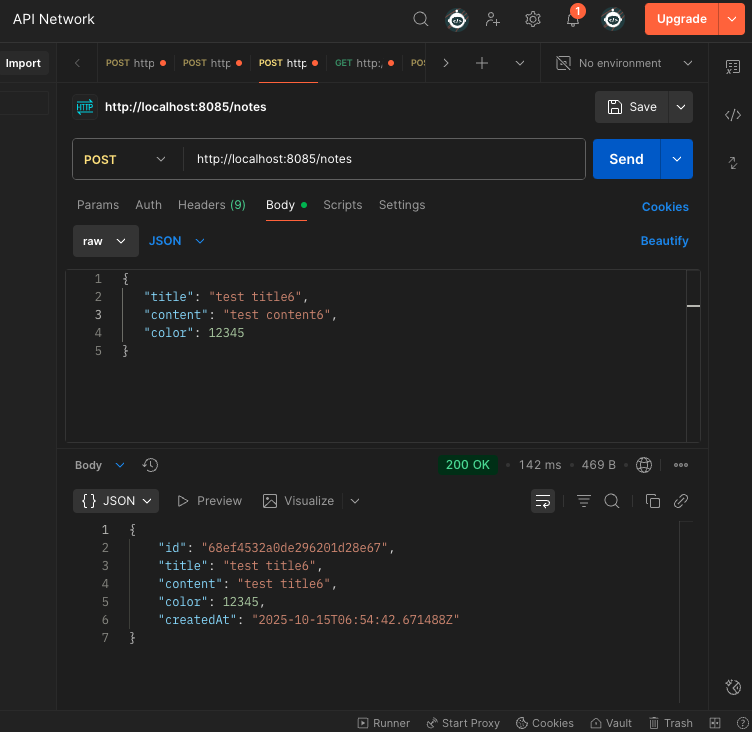 API Network
1
Upgrade
Import
POST http
POST http
POST http
GET http:,
POS
No environment
HTTP
http://localhost:8085/notes
Save
POST
http://localhost:8085/notes
Send
Params
Auth
Headers (9)
Body
Scripts
Settings
Cookies
raw
JSON
Beautify
1 {
2 "title": "test title6",
3 "content": "test content6",
4 "color": 12345
5 }
Body
200 OK
142 ms
469 B
{} JSON
Preview
Visualize
1 {
2 "id": "68ef4532a0de296201d28e67",
3 "title": "test title6",
4 "content": "test title6",
5 "color": 12345,
6 "createdAt": "2025-10-15T06:54:42.671488Z"
7 }
Runner
Start Proxy
Cookies
Vault
Trash